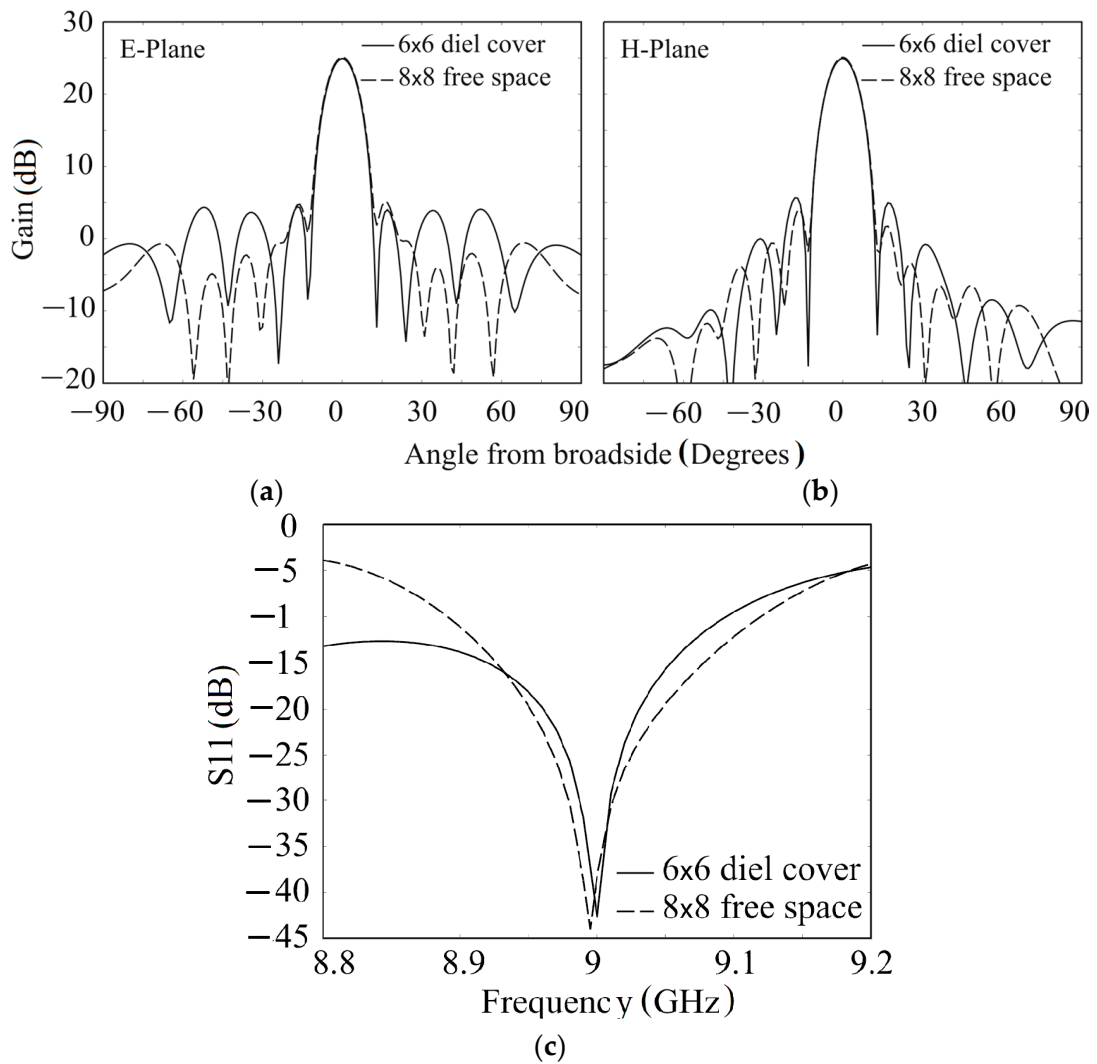 30
20
10
0
−10
−20
Gain (dB)
E-Plane
6x6 diel cover
8x8 free space
−90 −60 −30 0 30 60 90
H-Plane
6x6 diel cover
8x8 free space
−60 −30 0 30 60 90
Angle from broadside (Degrees)
(a)
(b)
0
−5
−1
−15
−20
−25
−30
−35
−40
−45
S11 (dB)
6x6 diel cover
8x8 free space
8.8 8.9 9 9.1 9.2
Frequency (GHz)
(c)